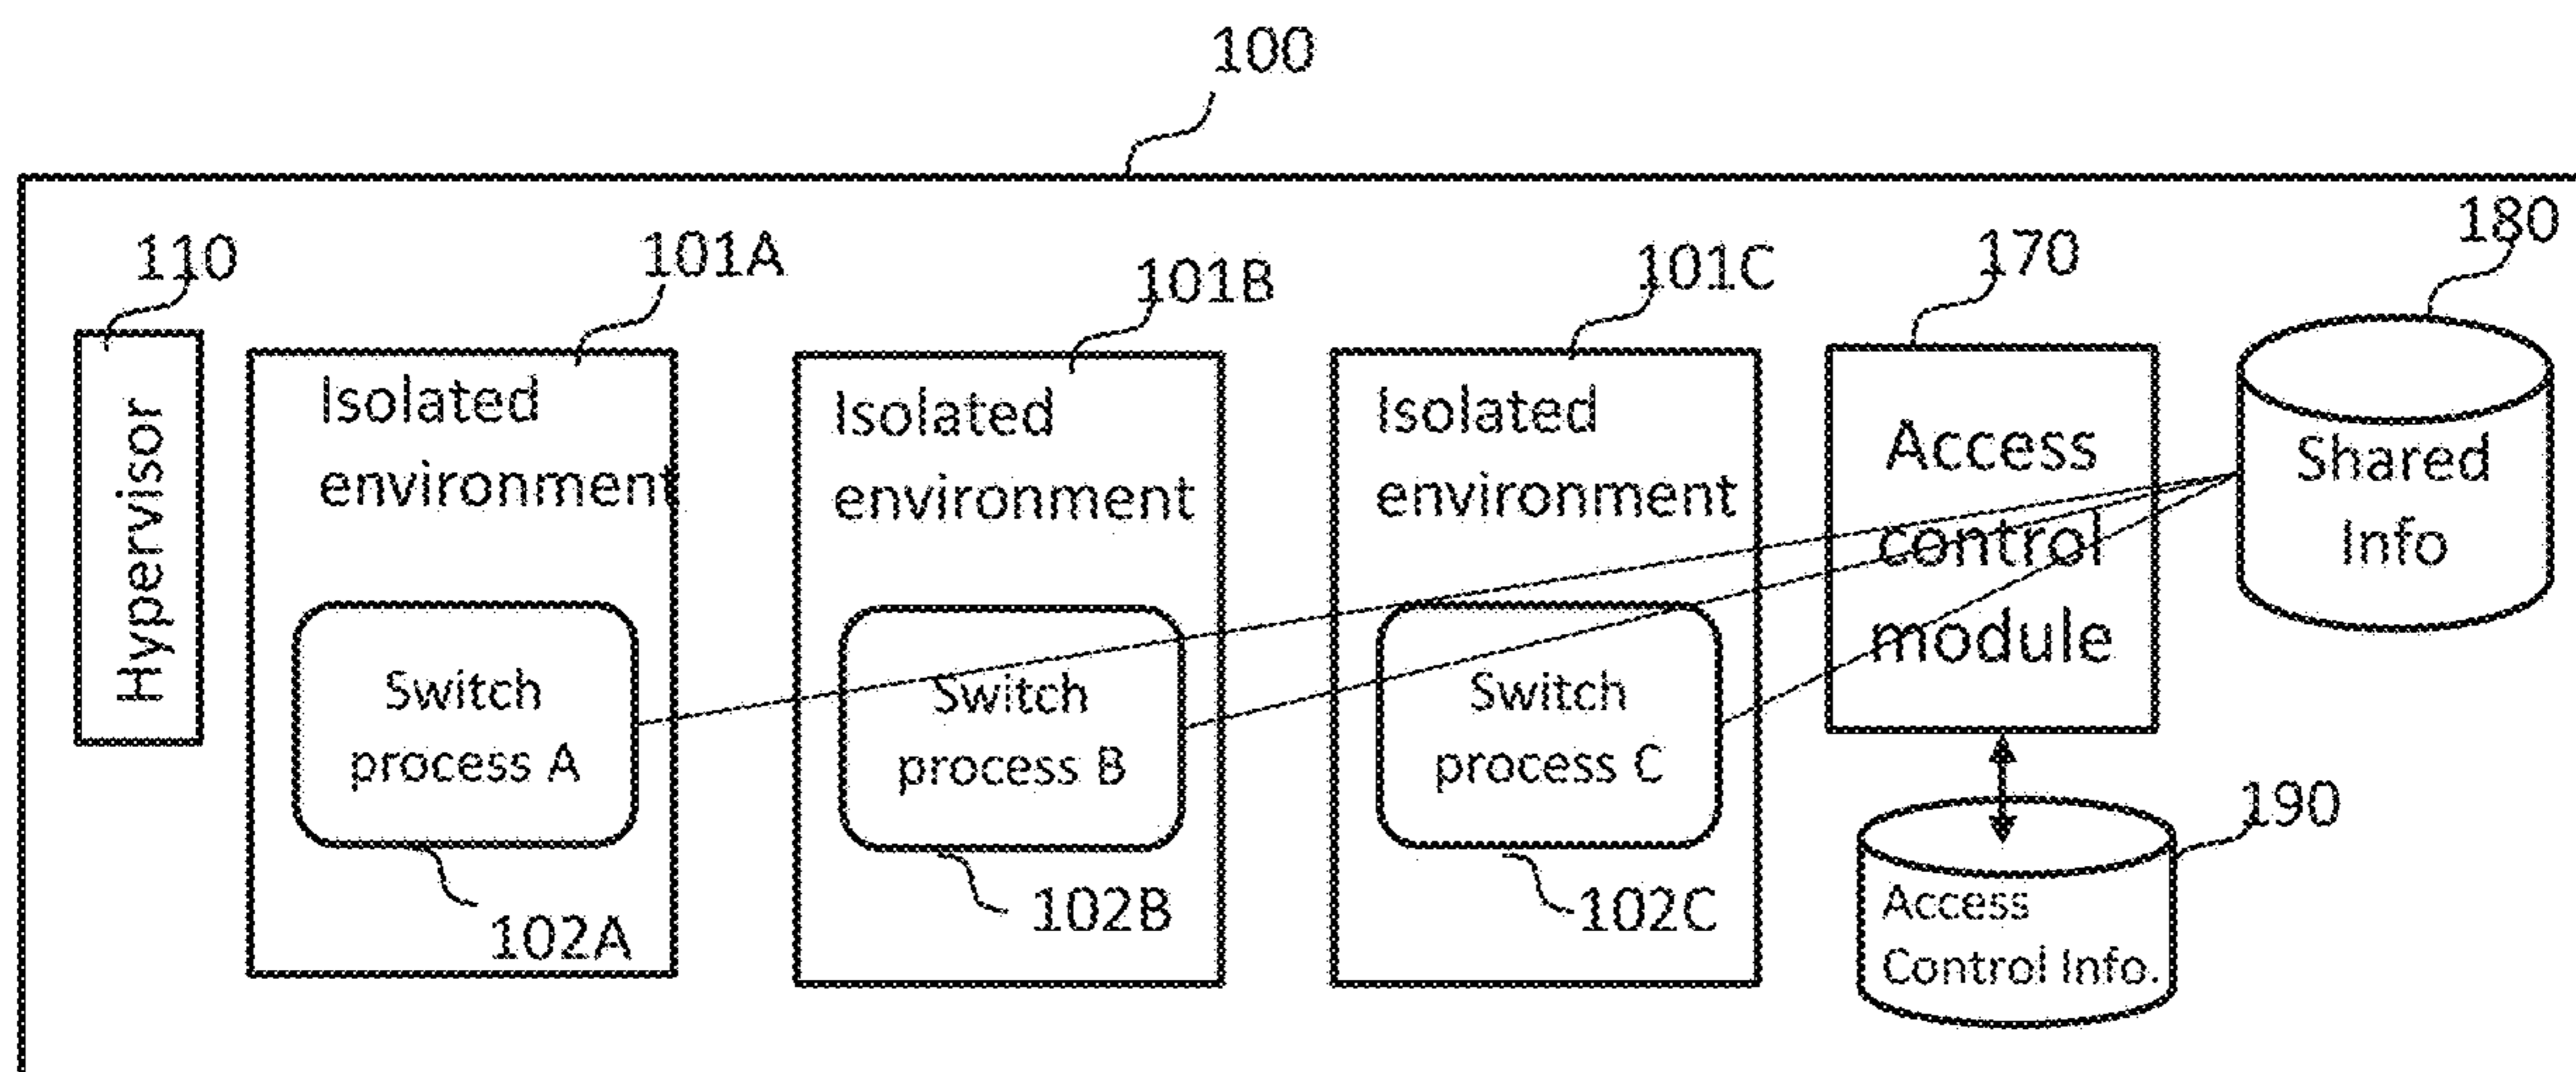 100
110
101A
101B
101C
170
180
Hypervisor
Isolated
environment
Switch
process A
102A
Isolated
environment
Switch
process B
102B
Isolated
environment
Switch
process C
102C
Access
control
module
Shared
Info
190
Access
Control Info.